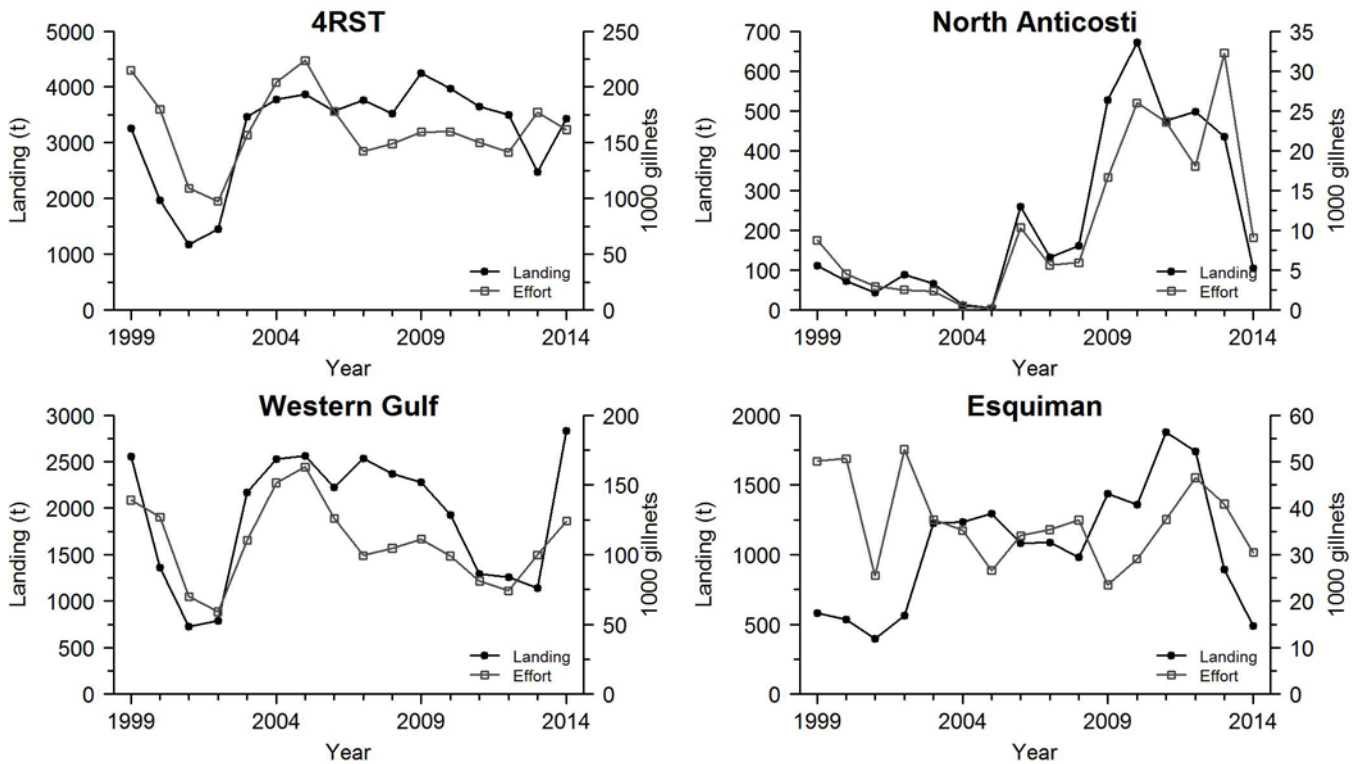 4RST
5000
4000
3000
2000
1000
0
Landing (t)
250
200
150
100
50
0
1000 gillnets
Landing
Effort
1999 2004 2009 2014
Year
North Anticosti
700
600
500
400
300
200
100
0
Landing (t)
35
30
25
20
15
10
5
0
1000 gillnets
Landing
Effort
1999 2004 2009 2014
Year
Western Gulf
3000
2500
2000
1500
1000
500
0
Landing (t)
200
150
100
50
0
1000 gillnets
Landing
Effort
1999 2004 2009 2014
Year
Esquiman
2000
1500
1000
500
0
Landing (t)
60
50
40
30
20
10
0
1000 gillnets
Landing
Effort
1999 2004 2009 2014
Year